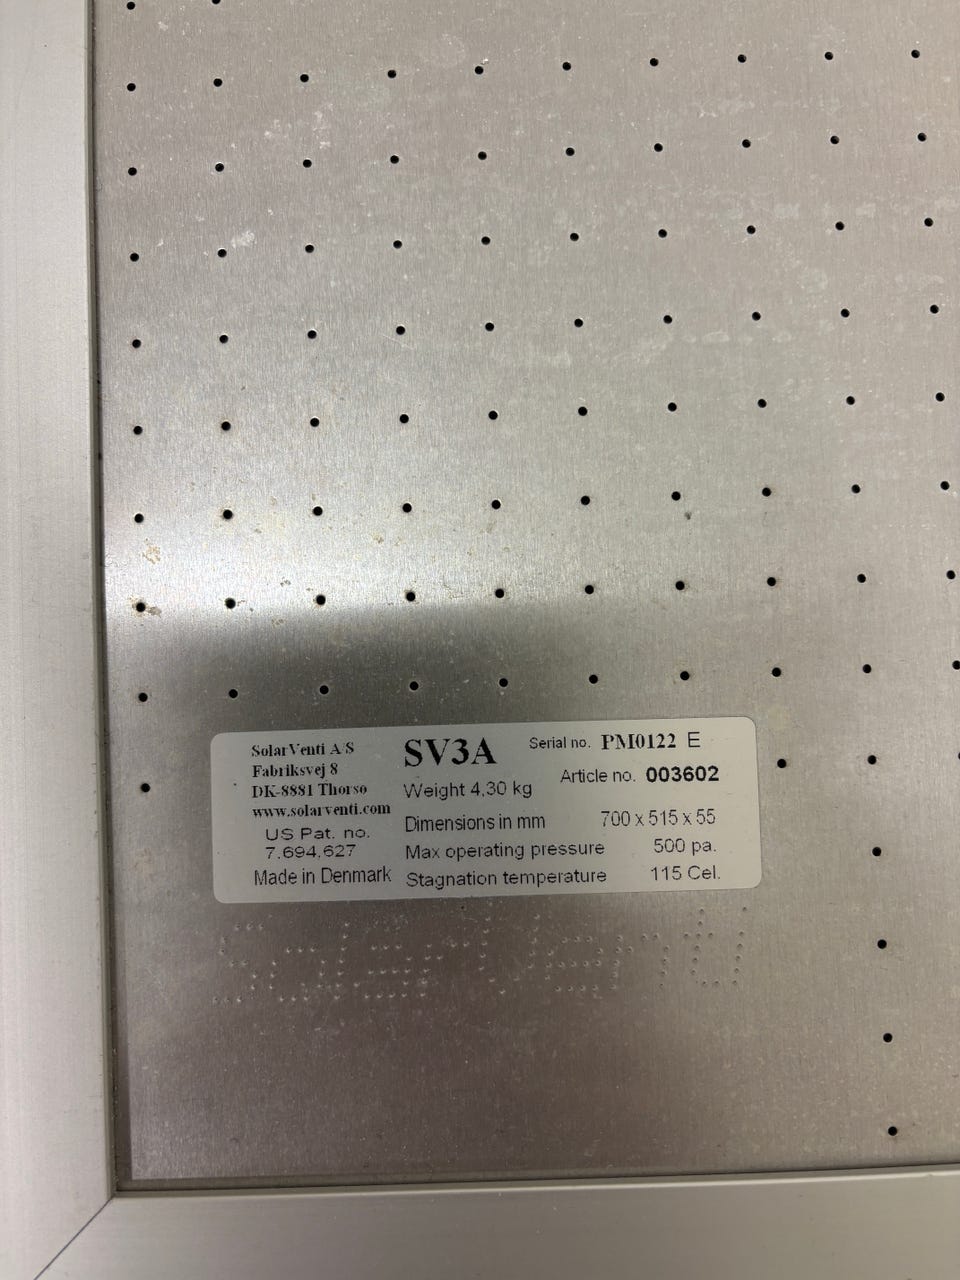 SolarVenti A/S
Fabriksvej 8
DK-8881 Thorsø
www.solarventi.com
US Pat. no.
7,694,627
Made in Denmark
SV3A Serial no. PM0122 E
Article no. 003602
Weight 4,30 kg
Dimensions in mm 700 x 515 x 55
Max operating pressure 500 pa.
Stagnation temperature 115 Cel.